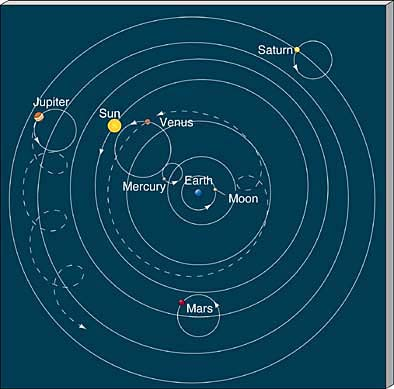 Saturn
Jupiter
Sun
Venus
Mercury
Earth
Moon
Mars